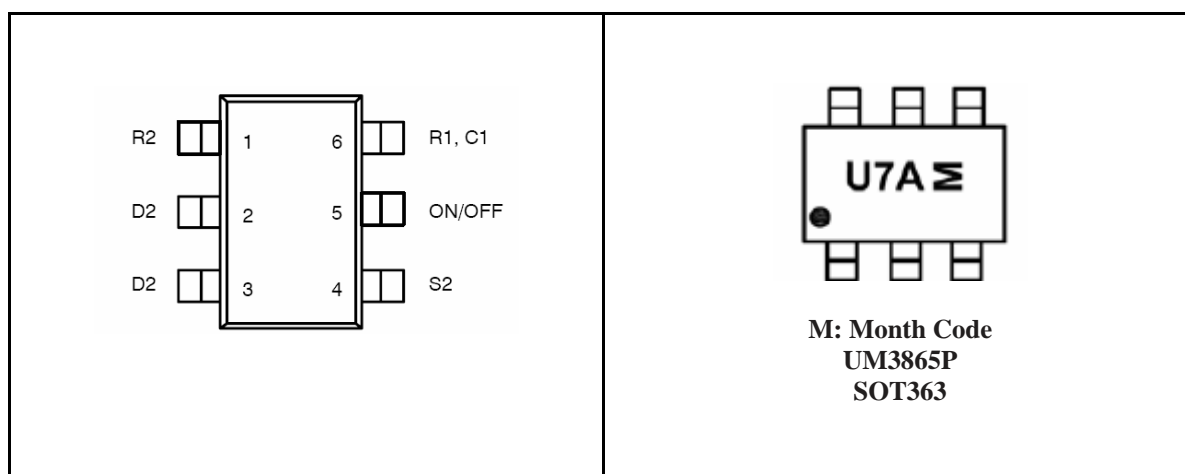 R2 1 6 R1, C1
D2 2 5 ON/OFF
D2 3 4 S2
U7A M
M: Month Code
UM3865P
SOT363